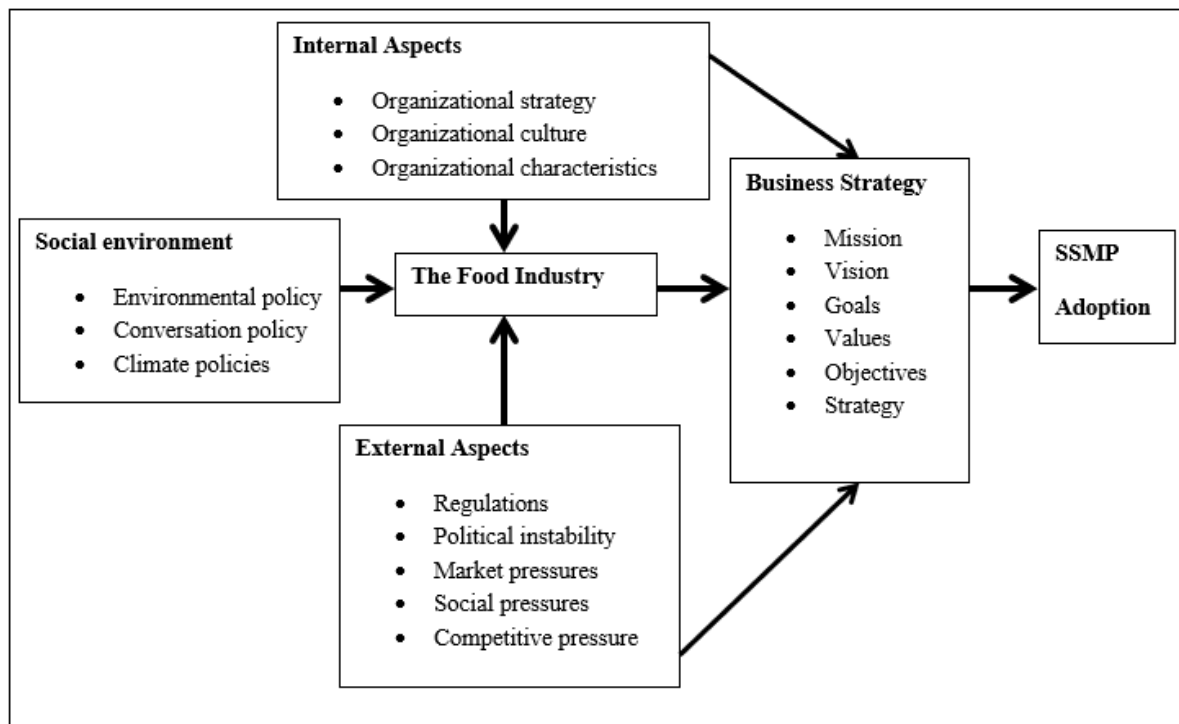 Internal Aspects
• Organizational strategy
• Organizational culture
• Organizational characteristics
Social environment
• Environmental policy
• Conversation policy
• Climate policies
The Food Industry
External Aspects
• Regulations
• Political instability
• Market pressures
• Social pressures
• Competitive pressure
Business Strategy
• Mission
• Vision
• Goals
• Values
• Objectives
• Strategy
SSMP
Adoption